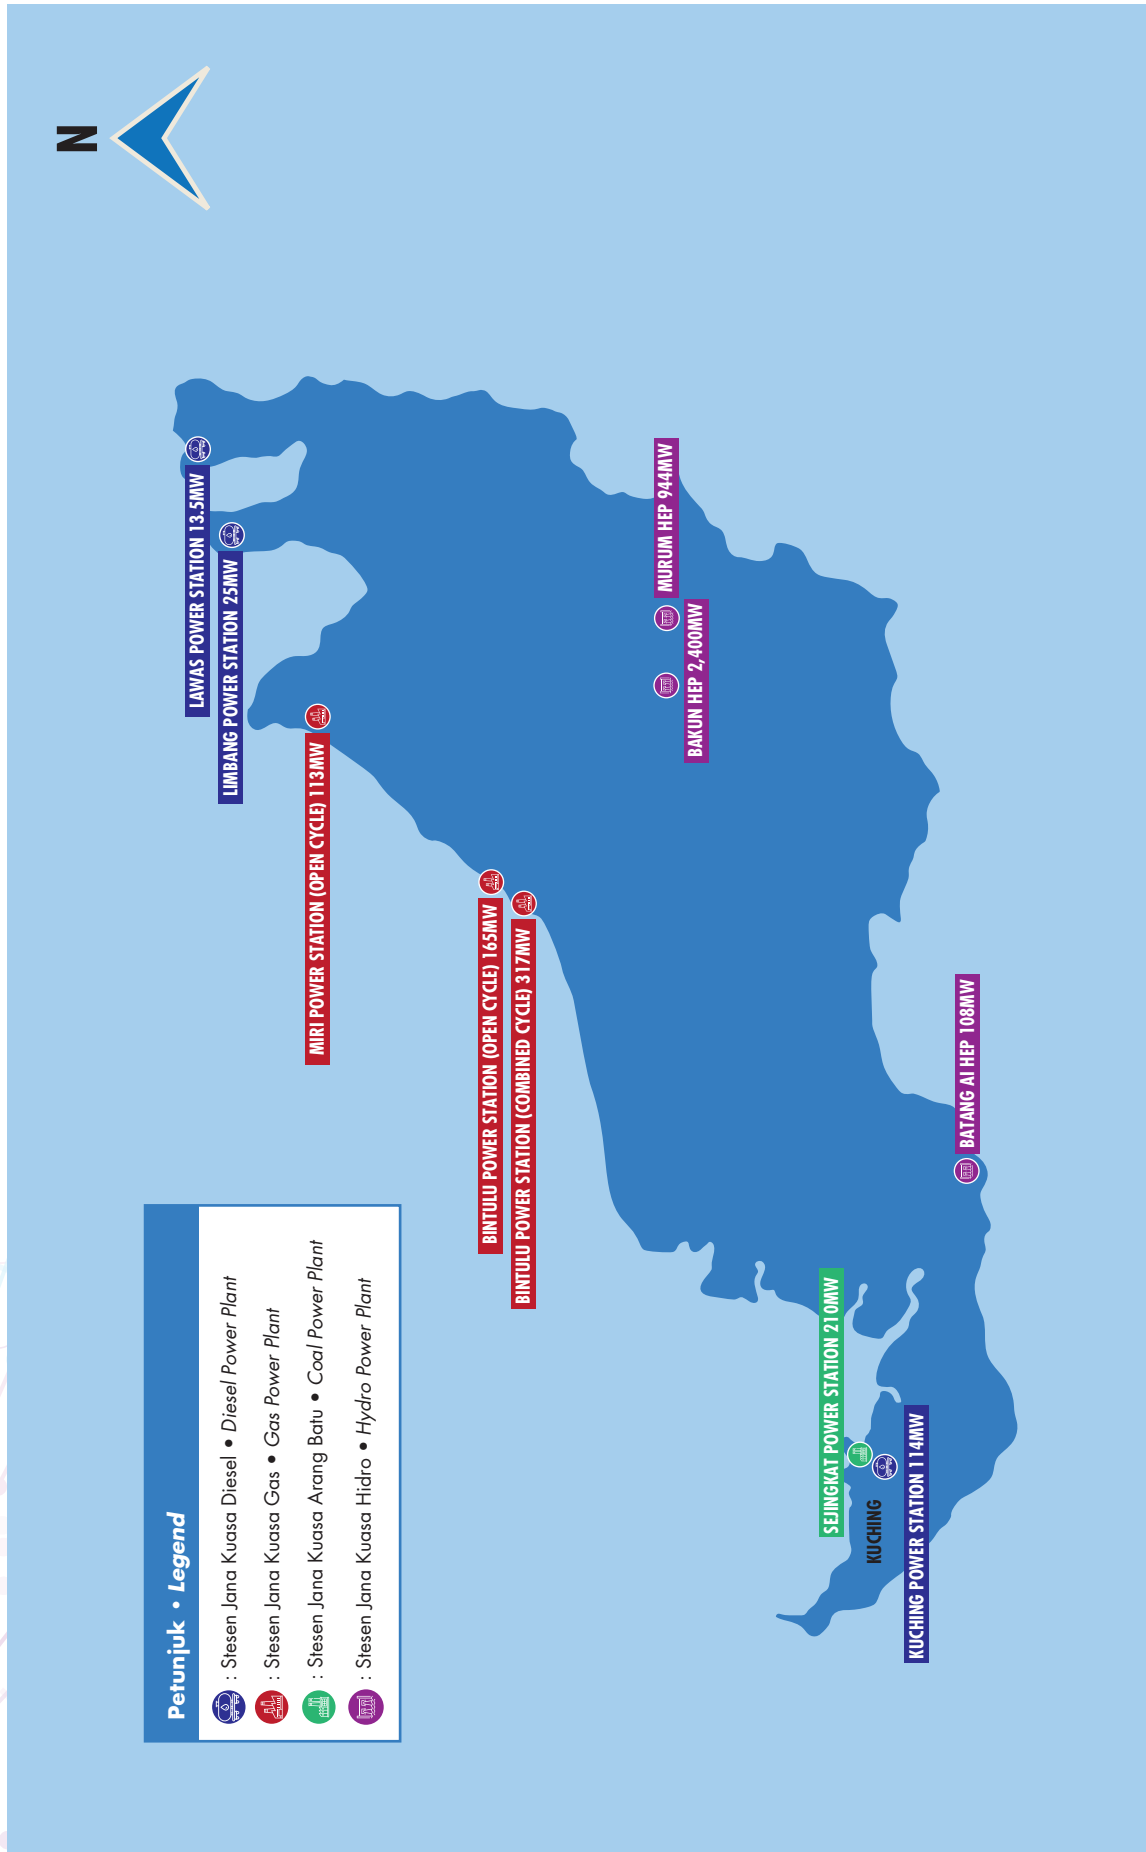 N
LAWAS POWER STATION 13.5MW
LIMBANG POWER STATION 25MW
MIRI POWER STATION (OPEN CYCLE) 113MW
BINTULU POWER STATION (OPEN CYCLE) 165MW
BINTULU POWER STATION (COMBINED CYCLE) 317MW
MURUM HEP 944MW
BAKUN HEP 2,400MW
SEJINGKAT POWER STATION 210MW
KUCHING
KUCHING POWER STATION 114MW
BATANG AI HEP 108MW
Petunjuk • Legend
: Stesen Jana Kuasa Diesel • Diesel Power Plant
: Stesen Jana Kuasa Gas • Gas Power Plant
: Stesen Jana Kuasa Arang Batu • Coal Power Plant
: Stesen Jana Kuasa Hidro • Hydro Power Plant